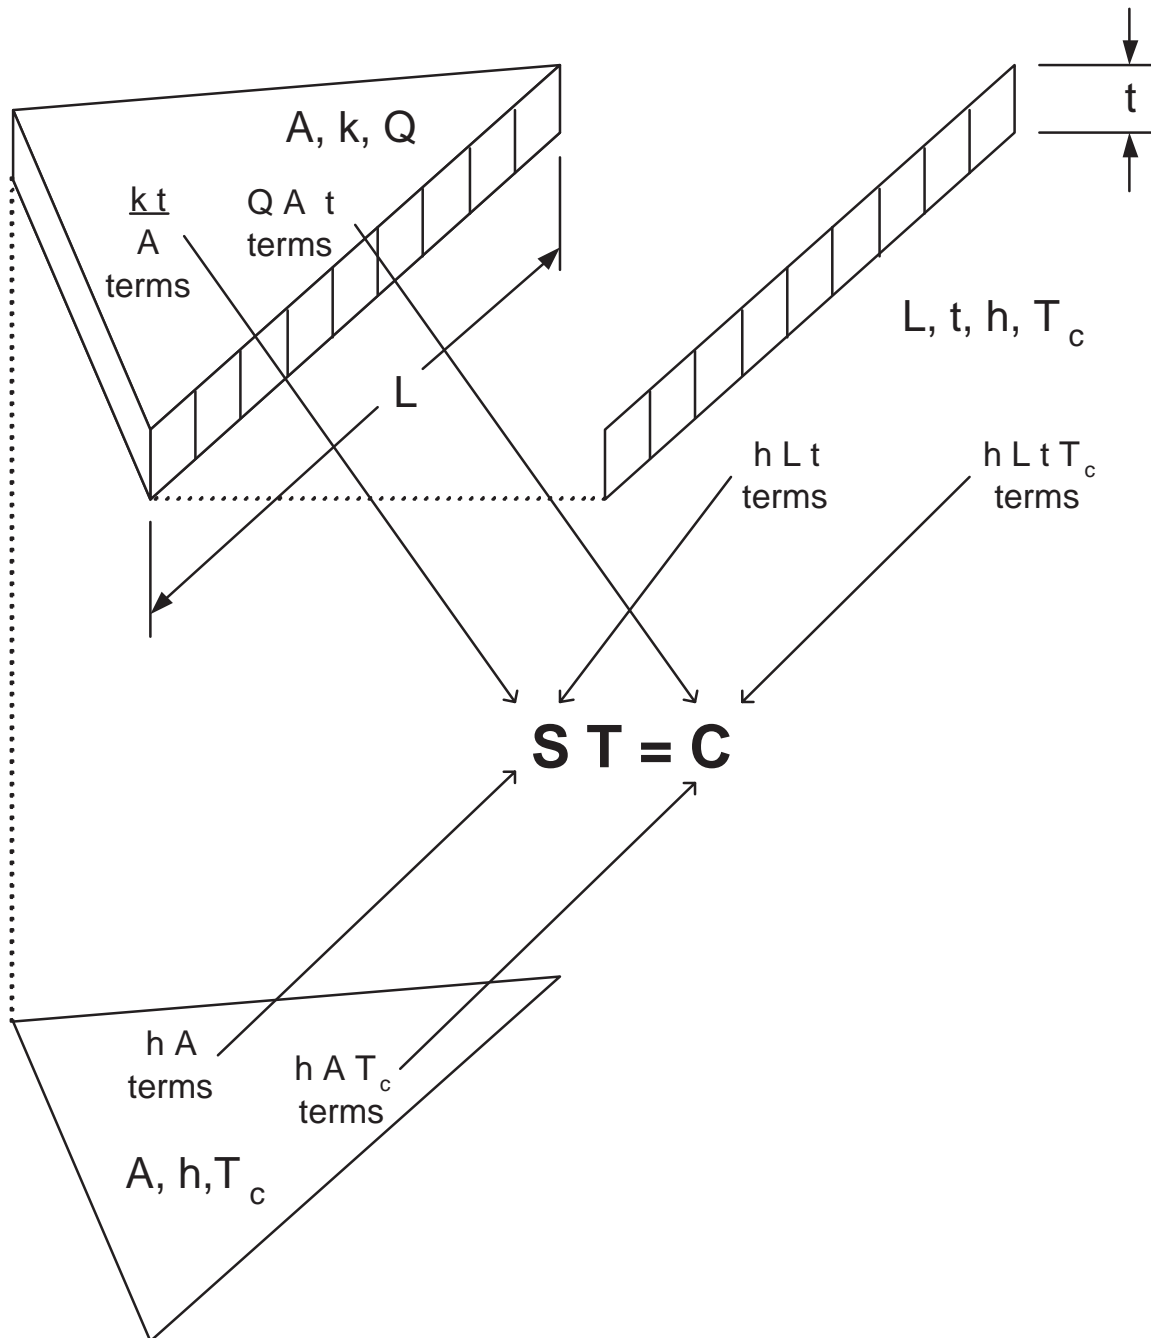 t
A, k, Q
k t
A
terms
Q A t
terms
L, t, h, T c
L
h L t
terms
h L t T c
terms
S T = C
h A
terms
h A T c
terms
A, h,T c